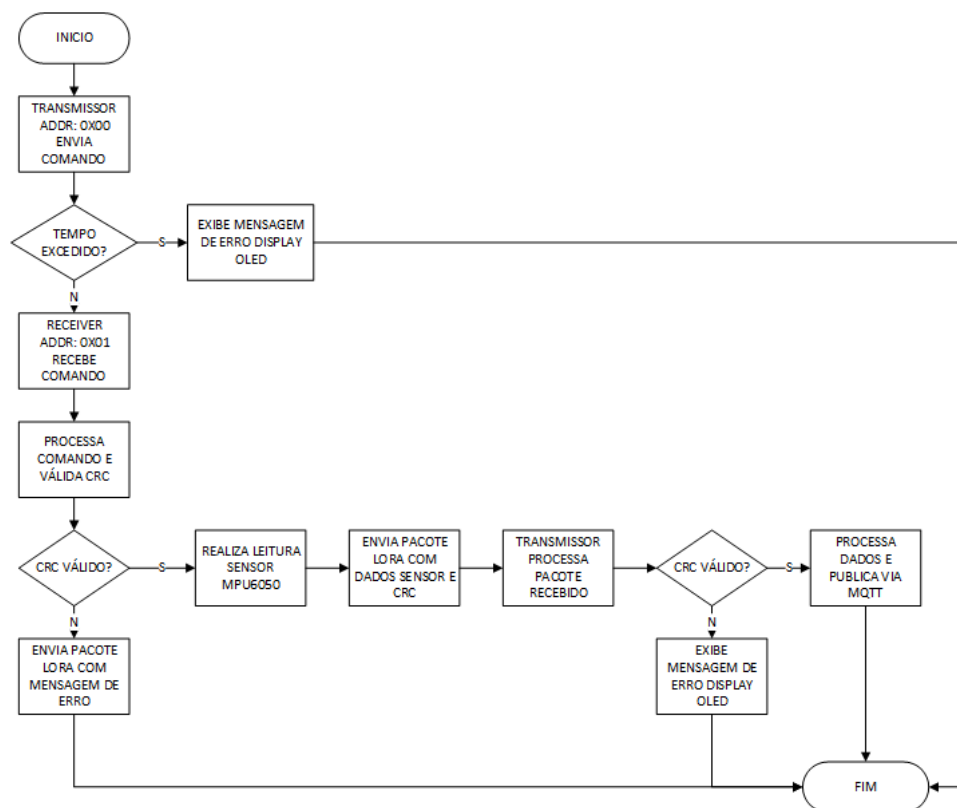 INICIO
TRANSMISSOR
ADDR: 0X00
ENVIA
COMANDO
TEMPO
EXCEDIDO?
S
EXIBE MENSAGEM
DE ERRO DISPLAY
OLED
N
RECEIVER
ADDR: 0X01
RECEBE
COMANDO
PROCESSA
COMANDO E
VÁLIDA CRC
CRC VÁLIDO?
S
REALIZA LEITURA
SENSOR
MPU6050
ENVIA PACOTE
LORA COM
DADOS SENSOR E
CRC
TRANSMISSOR
PROCESSA
PACOTE
RECEBIDO
CRC VÁLIDO?
S
PROCESSA
DADOS E
PUBLICA VIA
MQTT
N
ENVIA PACOTE
LORA COM
MENSAGEM DE
ERRO
N
EXIBE
MENSAGEM DE
ERRO DISPLAY
OLED
FIM